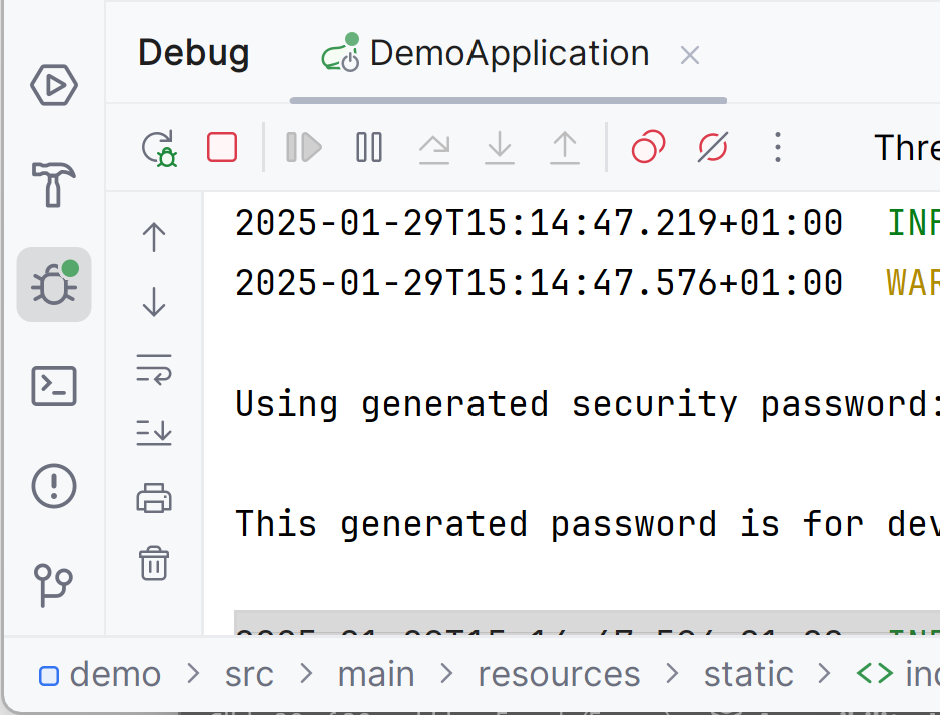 Debug DemoApplication
Thre
2025-01-29T15:14:47.219+01:00 INF
2025-01-29T15:14:47.576+01:00 WAR
Using generated security password:
This generated password is for dev
demo > src > main > resources > static > <> ind